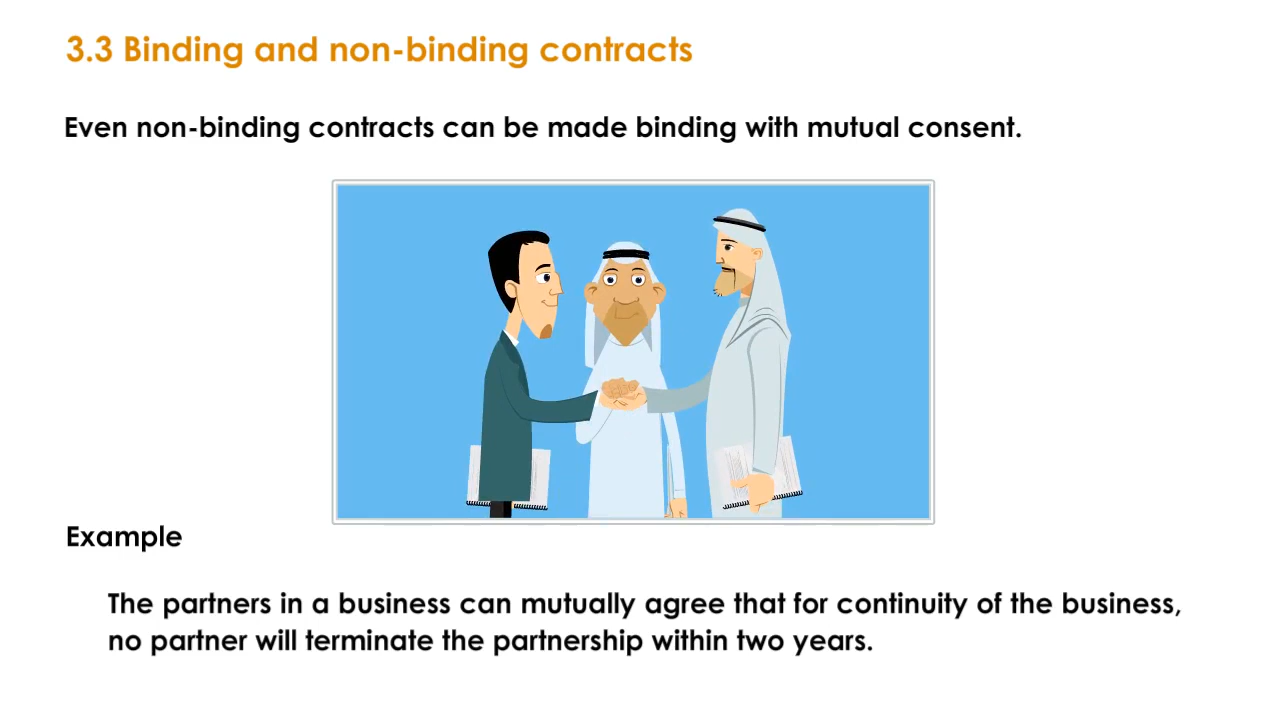 3.3 Binding and non-binding contracts
Even non-binding contracts can be made binding with mutual consent.
Example
The partners in a business can mutually agree that for continuity of the business,
no partner will terminate the partnership within two years.